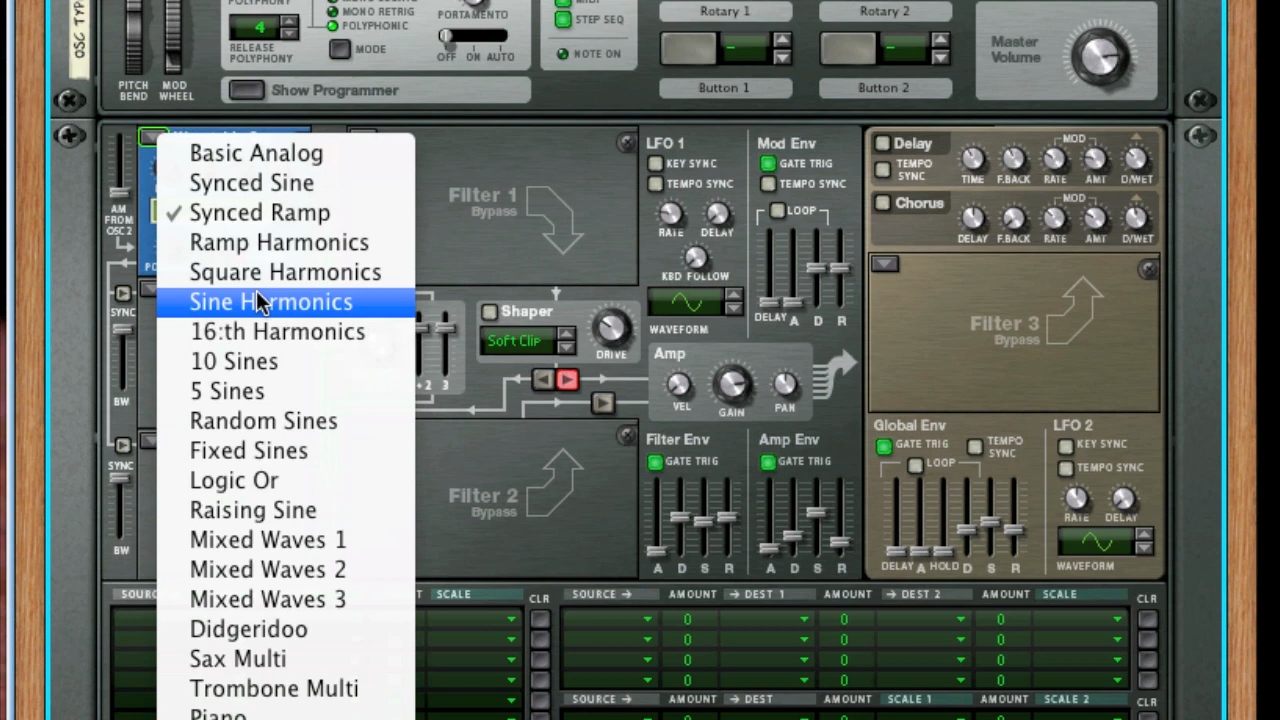 OSC TYP
POLYPHONY
4
RELEASE
POLYPHONY
MONO RETRIG
POLYPHONIC
MODE
PORTAMENTO
OFF ON AUTO
STEP SEQ
NOTE ON
Rotary 1
Rotary 2
Button 1
Button 2
Master
Volume
PITCH
BEND
MOD
WHEEL
Show Programmer
Basic Analog
Synced Sine
✓ Synced Ramp
Ramp Harmonics
Square Harmonics
Sine Harmonics
16:th Harmonics
10 Sines
5 Sines
Random Sines
Fixed Sines
Logic Or
Raising Sine
Mixed Waves 1
Mixed Waves 2
Mixed Waves 3
Didgeridoo
Sax Multi
Trombone Multi
Piano
AM
FROM
OSC 2
SYNC
BW
SYNC
BW
Filter 1
Bypass
Shaper
Soft Clip
DRIVE
+2 3
Filter 2
Bypass
LFO 1
KEY SYNC
TEMPO SYNC
RATE DELAY
KBD FOLLOW
WAVEFORM
Mod Env
GATE TRIG
TEMPO SYNC
LOOP
DELAY A D R
Amp
VEL GAIN PAN
Filter Env
GATE TRIG
A D S R
Amp Env
GATE TRIG
A D S R
Delay
TEMPO
SYNC
MOD
TIME F.BACK RATE AMT D/WET
Chorus
MOD
DELAY F.BACK RATE AMT D/WET
Filter 3
Bypass
Global Env
GATE TRIG
TEMPO
SYNC
LOOP
DELAY A HOLD D S R
LFO 2
KEY SYNC
TEMPO SYNC
RATE DELAY
WAVEFORM
SCALE CLR
SOURCE → AMOUNT → DEST 1 AMOUNT → DEST 2 AMOUNT SCALE CLR
0 0 0
0 0 0
0 0 0
0 0 0
SOURCE → AMOUNT → DEST AMOUNT SCALE 1 AMOUNT SCALE 2 CLR